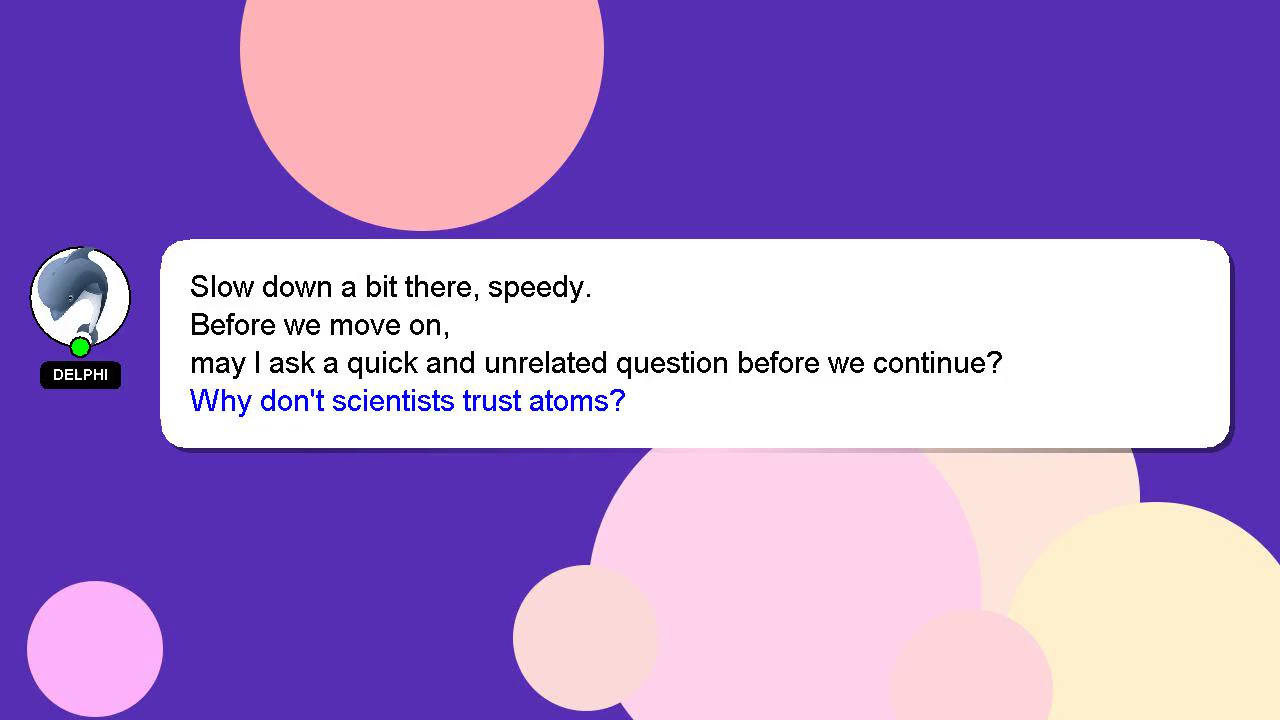 Slow down a bit there, speedy.
Before we move on,
may I ask a quick and unrelated question before we continue?
Why don't scientists trust atoms?
DELPHI